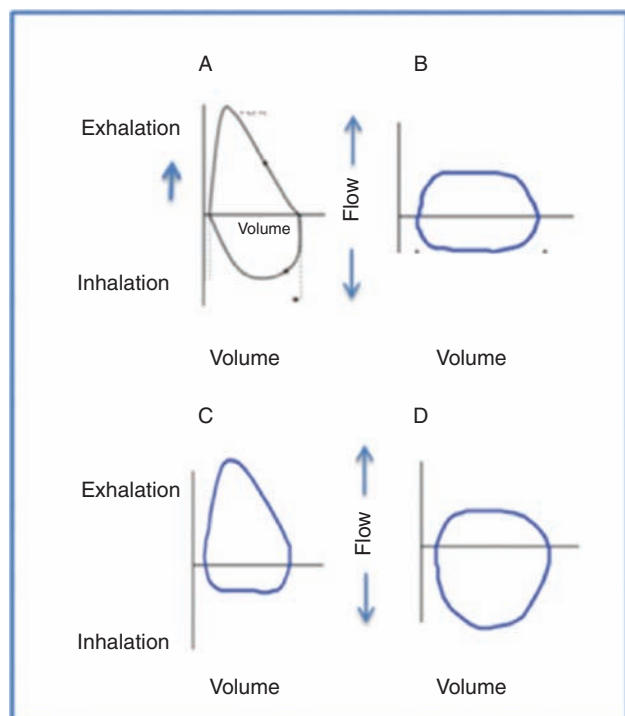 A
B
Exhalation
Flow
Volume
Inhalation
Volume
Volume
C
D
Exhalation
Flow
Inhalation
Volume
Volume